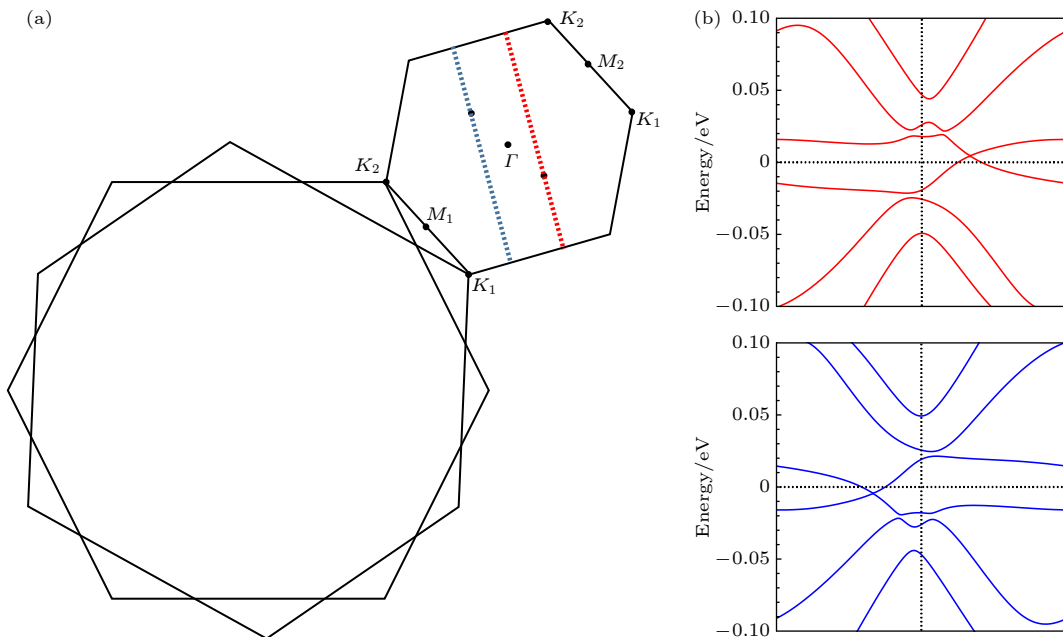 (a)
K₂
M₂
K₁
Γ
K₂
M₁
K₁
(b)
0.10
0.05
0
−0.05
−0.10
Energy/eV
0.10
0.05
0
−0.05
−0.10
Energy/eV